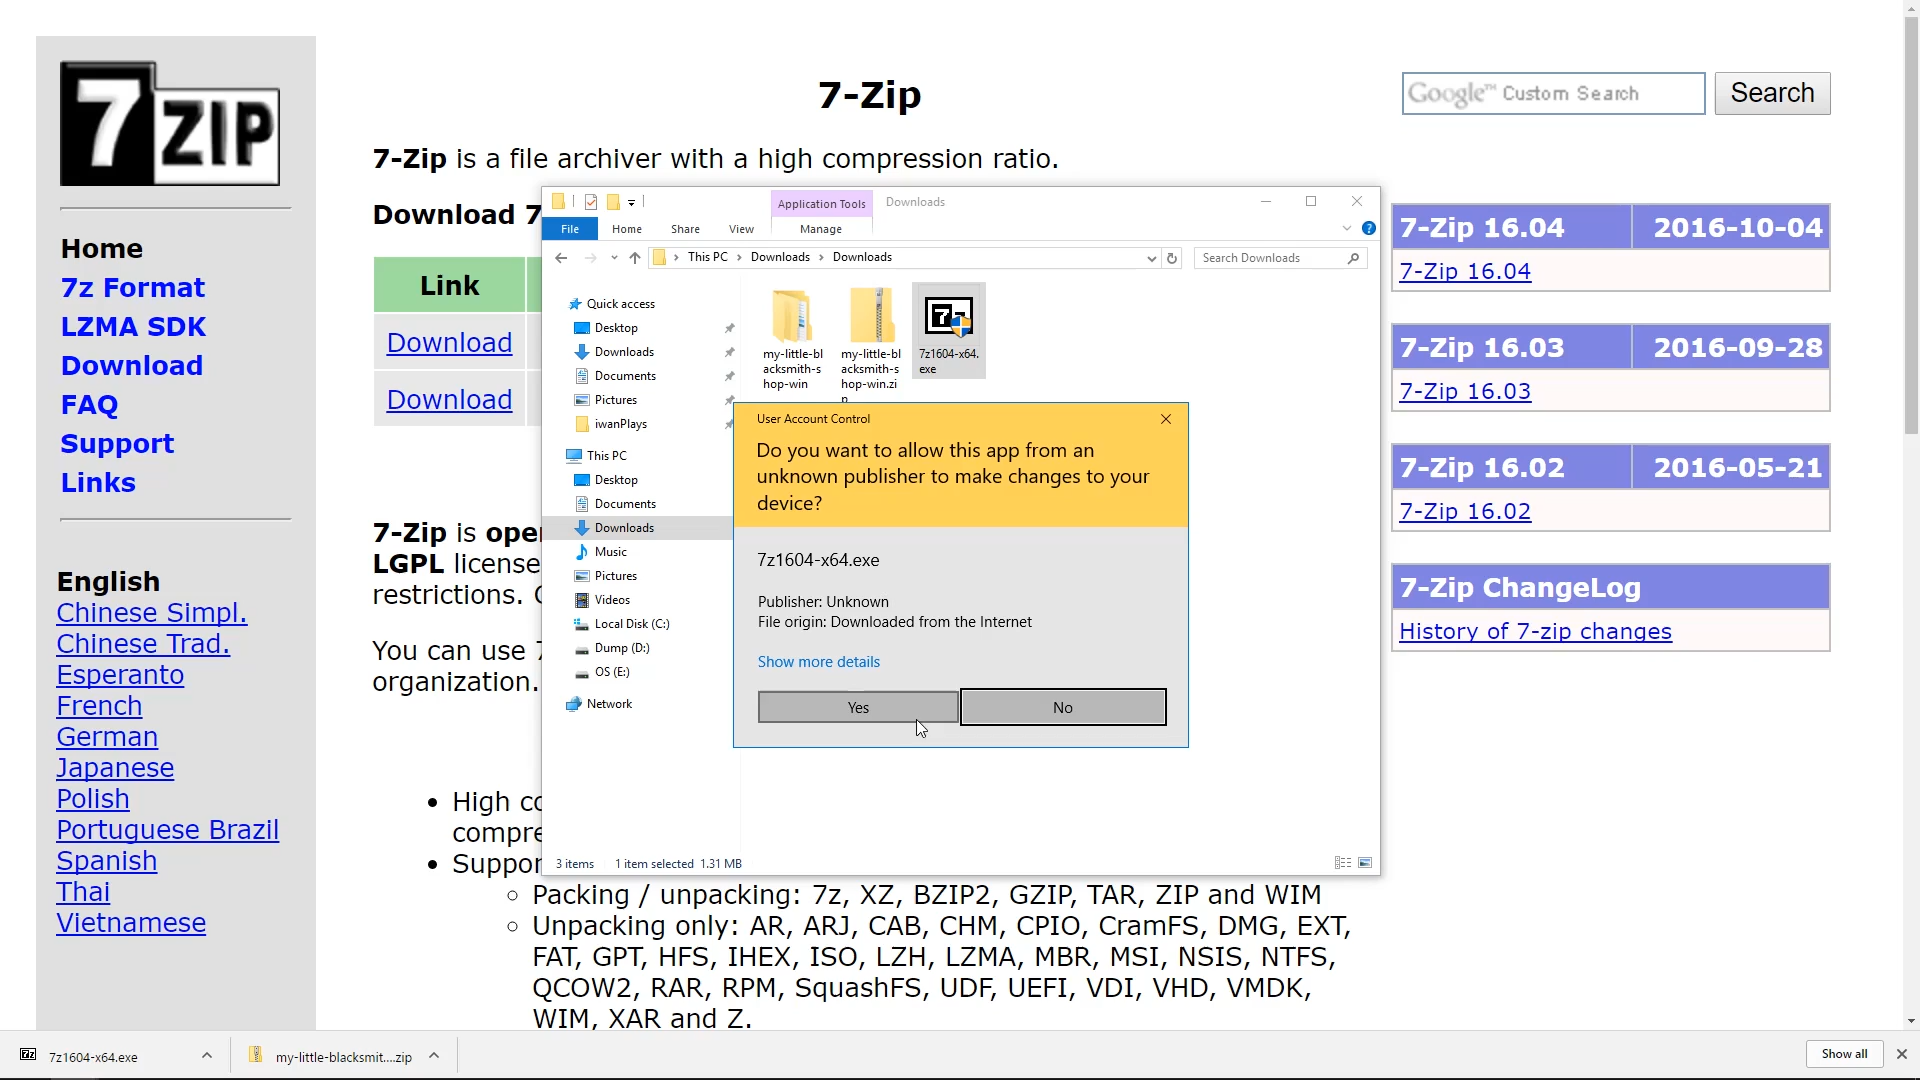 7 ZIP
Home
7z Format
LZMA SDK
Download
FAQ
Support
Links
English
Chinese Simpl.
Chinese Trad.
Esperanto
French
German
Japanese
Polish
Portuguese Brazil
Spanish
Thai
Vietnamese
7-Zip
7-Zip is a file archiver with a high compression ratio.
Download 7
Link
Download
Download
7-Zip is
LGPL license
restrictions.
You can use
organization.
High
Packing / unpacking: 7z, XZ, BZIP2, GZIP, TAR, ZIP and WIM
Unpacking only: AR, ARJ, CAB, CHM, CPIO, CramFS, DMG, EXT,
FAT, GPT, HFS, IHEX, ISO, LZH, LZMA, MBR, MSI, NSIS, NTFS,
QCOW2, RAR, RPM, SquashFS, UDF, UEFI, VDI, VHD, VMDK,
WIM, XAR and Z.
Google™ Custom Search
Search
7-Zip 16.04 2016-10-04
7-Zip 16.04
7-Zip 16.03 2016-09-28
7-Zip 16.03
7-Zip 16.02 2016-05-21
7-Zip 16.02
7-Zip ChangeLog
History of 7-zip changes
Application Tools Downloads
File Home Share View Manage
This PC Downloads Downloads
Search Downloads
Quick access
Desktop
Downloads
Documents
Pictures
iwanPlays
This PC
Desktop
Documents
Downloads
Music
Pictures
Videos
Local Disk (C:)
Dump (D:)
OS (E:)
Network
my-little-bl
acksmith-s
hop-win
my-little-bl
acksmith-s
hop-win.zi
7z1604-x64.
exe
3 items 1 item selected 1.31 MB
User Account Control
Do you want to allow this app from an
unknown publisher to make changes to your
device?
7z1604-x64.exe
Publisher: Unknown
File origin: Downloaded from the Internet
Show more details
Yes No
7z1604-x64.exe
my-little-blacksmit....zip
Show all